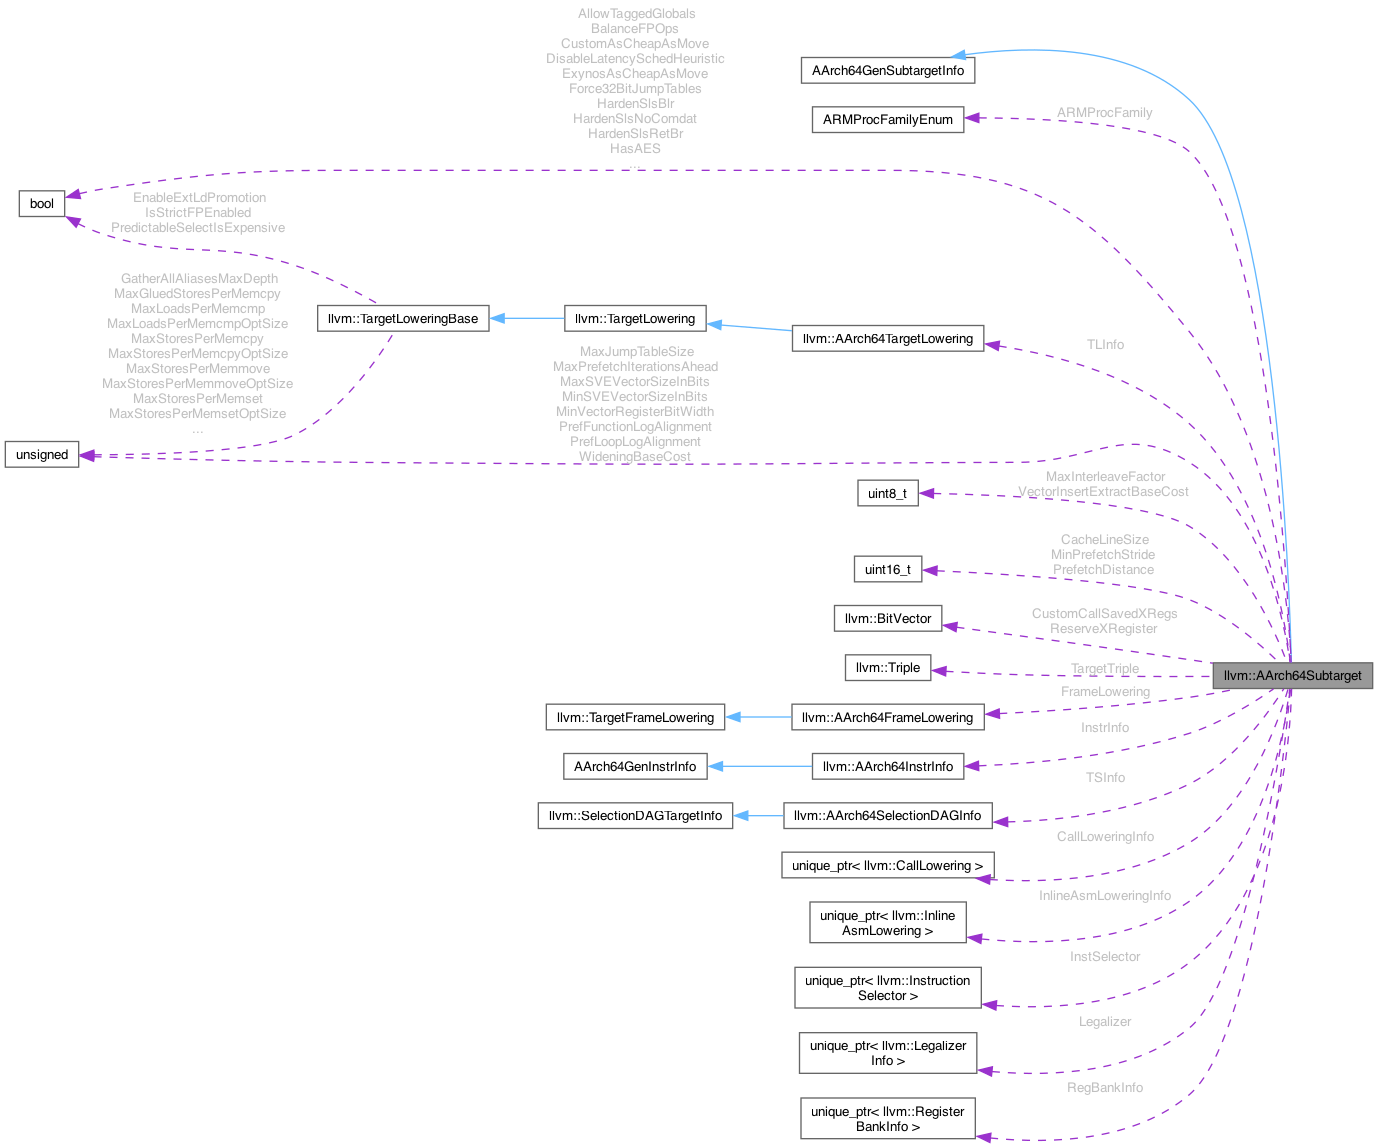 AllowTaggedGlobals
BalanceFPOps
CustomAsCheapAsMove
DisableLatencySchedHeuristic
ExynosAsCheapAsMove
Force32BitJumpTables
HardenSlsBlr
HardenSlsNoComdat
HardenSlsRetBr
HasAES
...
AArch64GenSubtargetInfo
ARMProcFamilyEnum
ARMProcFamily
bool
EnableExtLdPromotion
IsStrictFPEnabled
PredictableSelectIsExpensive
GatherAllAliasesMaxDepth
MaxGluedStoresPerMemcpy
MaxLoadsPerMemcmp
MaxLoadsPerMemcmpOptSize
MaxStoresPerMemcpy
MaxStoresPerMemcpyOptSize
MaxStoresPerMemmove
MaxStoresPerMemmoveOptSize
MaxStoresPerMemset
MaxStoresPerMemsetOptSize
...
llvm::TargetLoweringBase
llvm::TargetLowering
llvm::AArch64TargetLowering
TLInfo
MaxJumpTableSize
MaxPrefetchIterationsAhead
MaxSVEVectorSizeInBits
MinSVEVectorSizeInBits
MinVectorRegisterBitWidth
PrefFunctionLogAlignment
PrefLoopLogAlignment
WideningBaseCost
unsigned
uint8_t
MaxInterleaveFactor
VectorInsertExtractBaseCost
uint16_t
CacheLineSize
MinPrefetchStride
PrefetchDistance
llvm::BitVector
CustomCallSavedXRegs
ReserveXRegister
llvm::Triple
TargetTriple
llvm::AArch64Subtarget
llvm::TargetFrameLowering
llvm::AArch64FrameLowering
FrameLowering
AArch64GenInstrInfo
llvm::AArch64InstrInfo
InstrInfo
llvm::SelectionDAGTargetInfo
llvm::AArch64SelectionDAGInfo
TSInfo
unique_ptr< llvm::CallLowering >
CallLoweringInfo
unique_ptr< llvm::Inline
AsmLowering >
InlineAsmLoweringInfo
unique_ptr< llvm::Instruction
Selector >
InstSelector
unique_ptr< llvm::Legalizer
Info >
Legalizer
unique_ptr< llvm::Register
BankInfo >
RegBankInfo